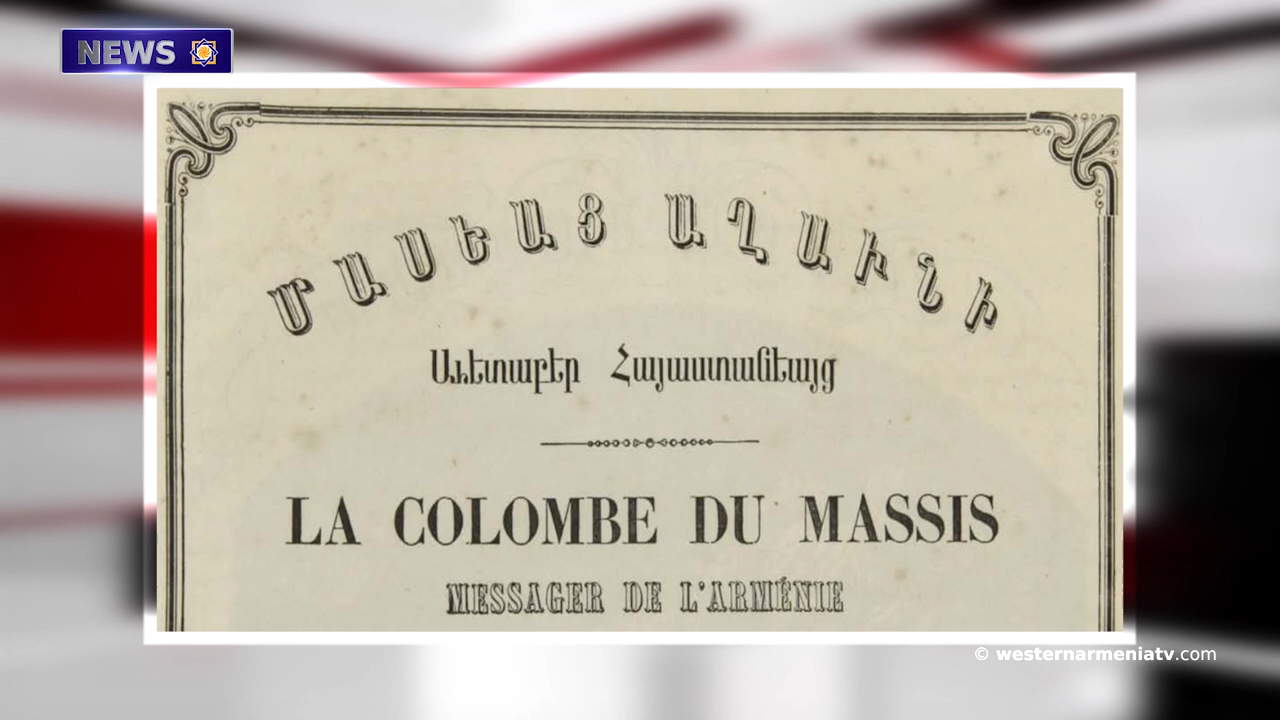 NEWS
ՄԱՍԵԱՑ ԱՂԱՒՆԻ
Աւետաբեր Հայաստանեայց
LA COLOMBE DU MASSIS
MESSAGER DE L'ARMÉNIE
© westernarmeniatv.com